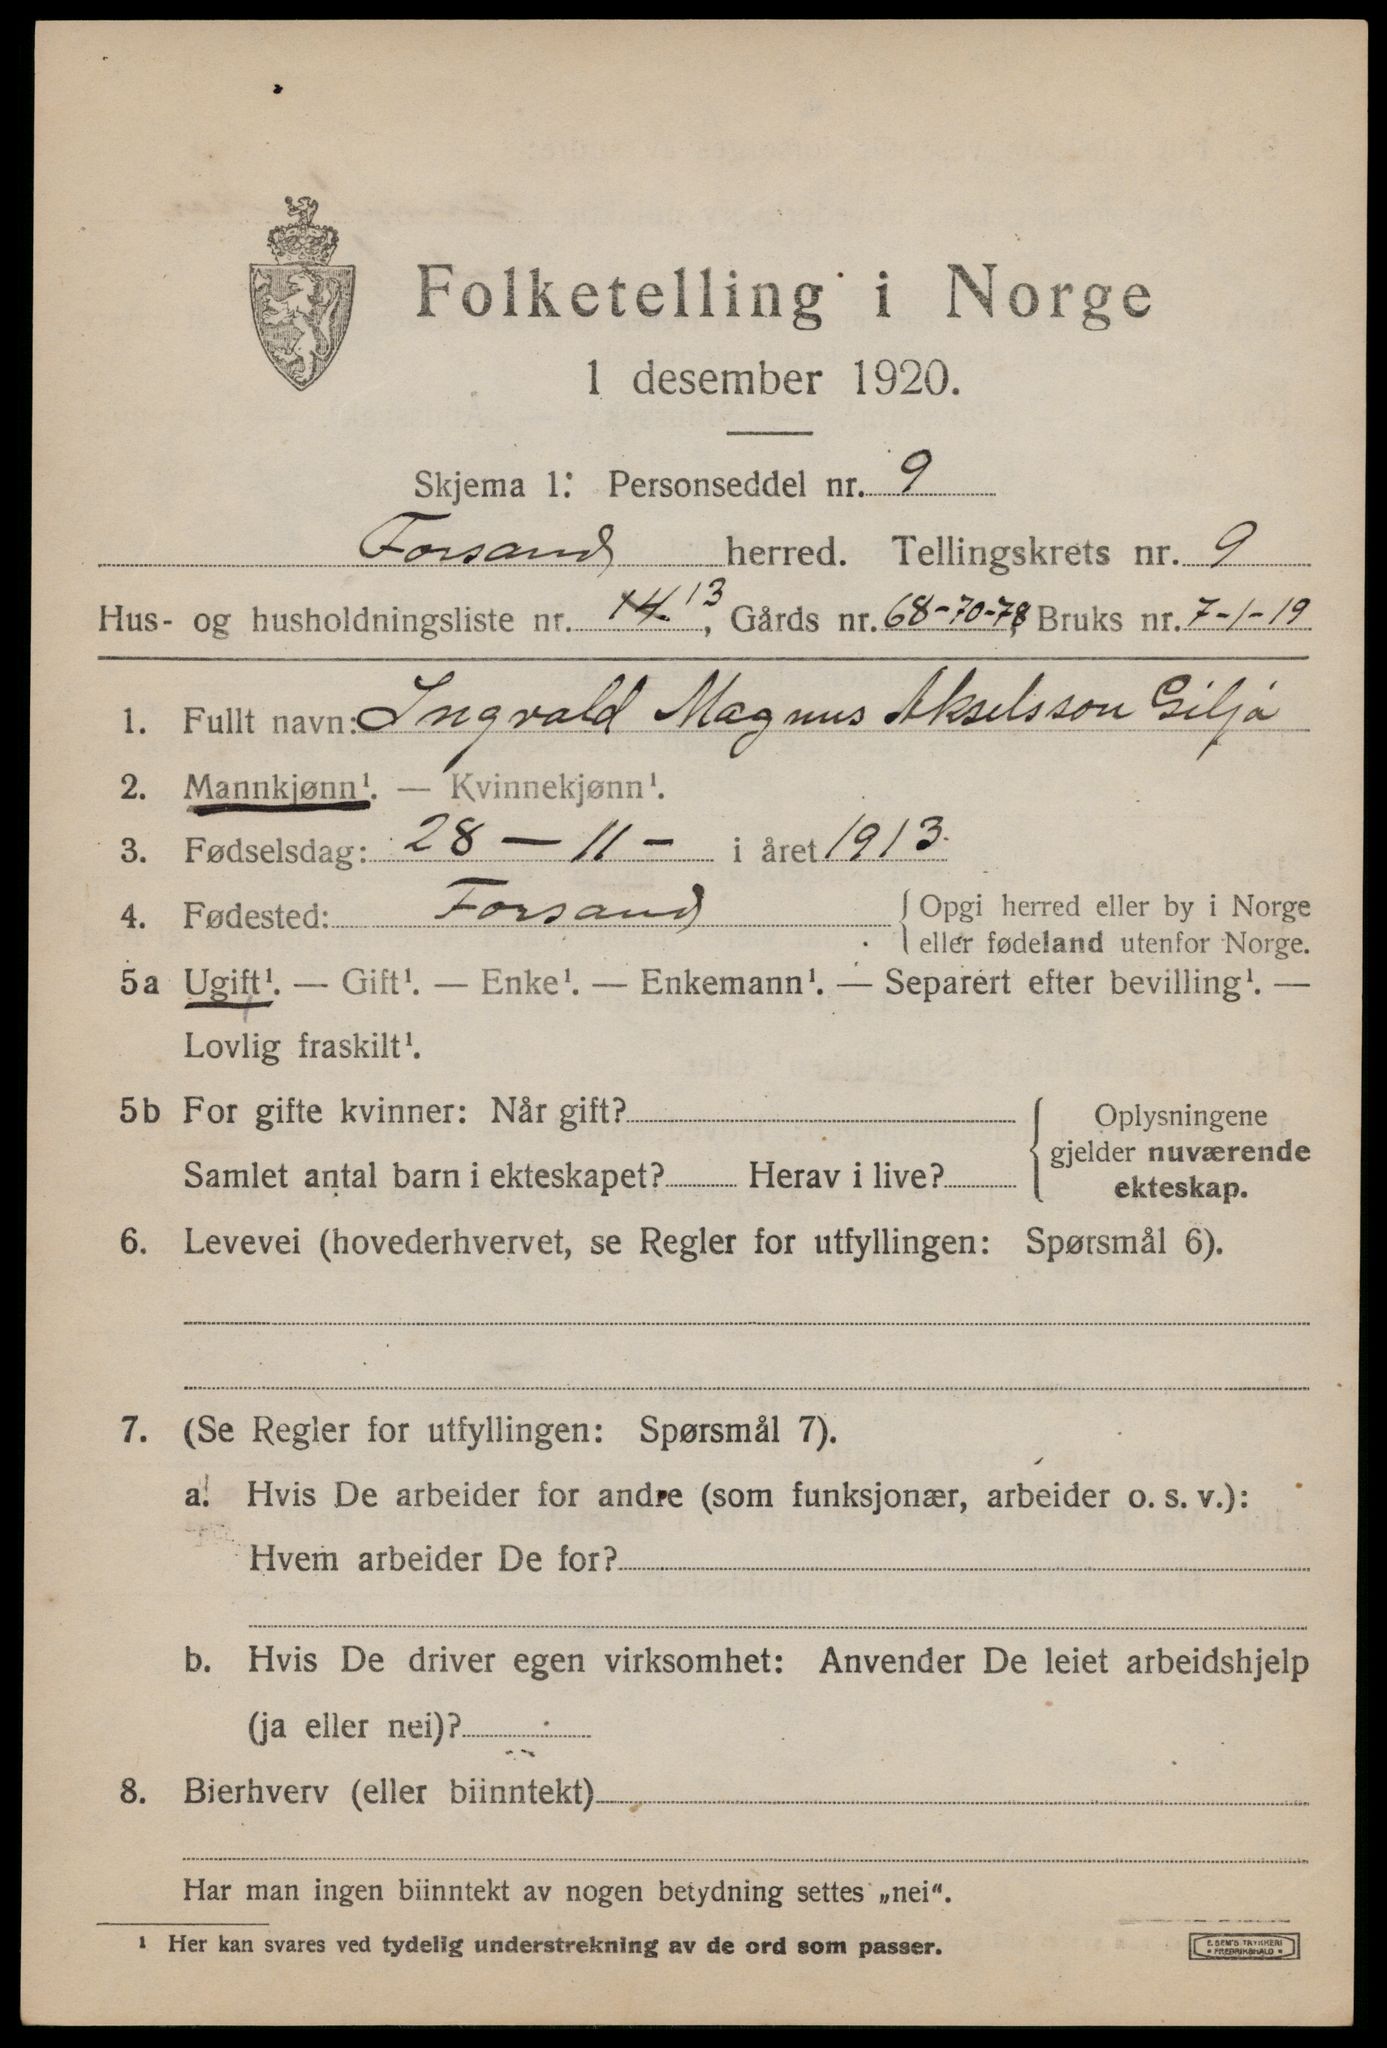 Folketelling i Norge
1 desember 1920.
Skjema 1: Personseddel nr. 9
Forsand herred. Tellingskrets nr. 9
Hus- og husholdningsliste nr. 14 13, Gårds nr. 68-70-78, Bruks nr. 7-1-19
1. Fullt navn: Ingvald Magnus Akselsson Gilja
2. Mannkjønn¹. — Kvinnekjønn¹.
3. Fødselsdag: 28 — 11 - i året 1913
4. Fødested: Forsand { Opgi herred eller by i Norge
eller fødeland utenfor Norge.
5a Ugift¹. — Gift¹. — Enke¹. — Enkemann¹. — Separert efter bevilling¹. —
Lovlig fraskilt¹.
5b For gifte kvinner: Når gift? { Oplysningene
gjelder nuværende
Samlet antal barn i ekteskapet? Herav i live? ekteskap.
6. Levevei (hovederhvervet, se Regler for utfyllingen: Spørsmål 6).
7. (Se Regler for utfyllingen: Spørsmål 7).
a. Hvis De arbeider for andre (som funksjonær, arbeider o. s. v.):
Hvem arbeider De for?
b. Hvis De driver egen virksomhet: Anvender De leiet arbeidshjelp
(ja eller nei)?
8. Bierhverv (eller biinntekt)
Har man ingen biinntekt av nogen betydning settes „nei“.
¹ Her kan svares ved tydelig understrekning av de ord som passer.
E. SEM'S TRYKKERI
* FREDRIKSHALD *